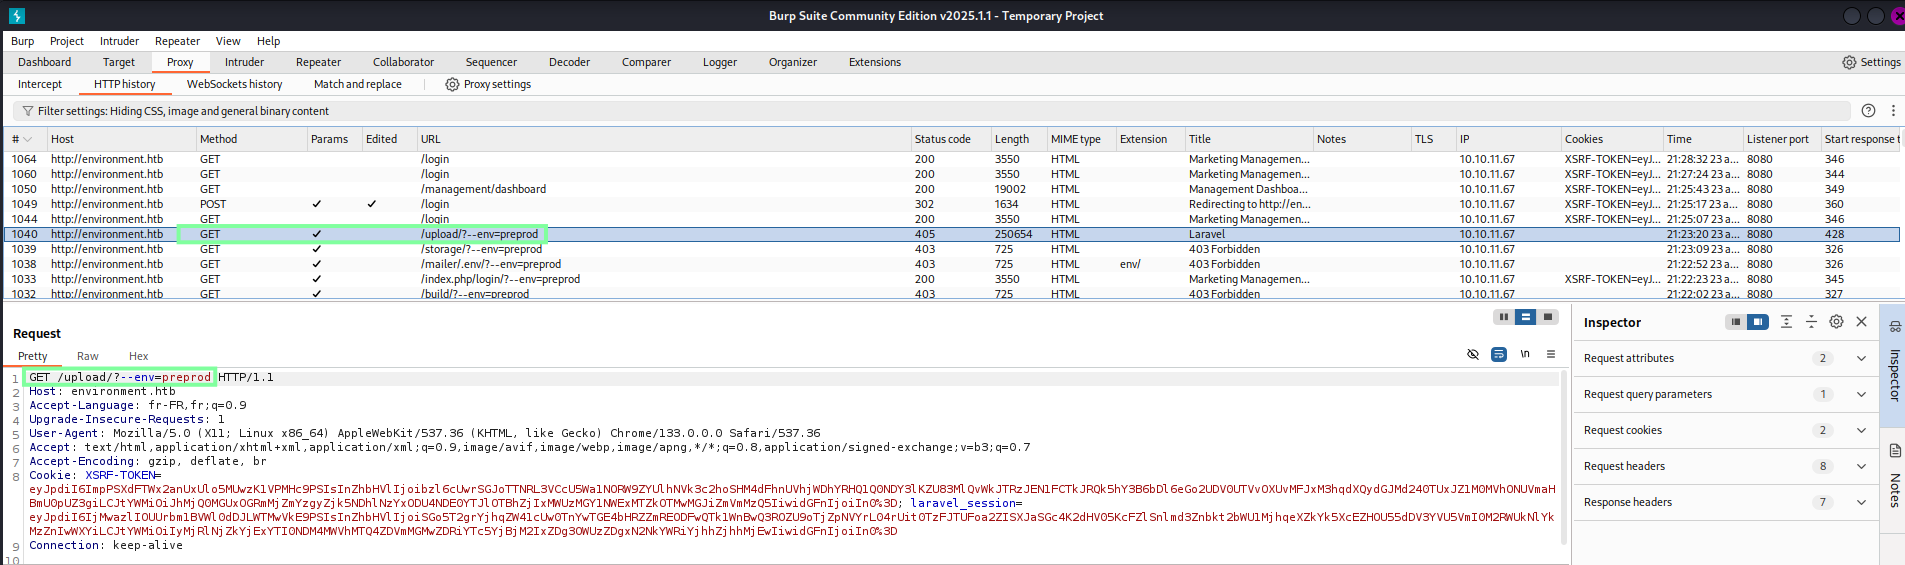 Burp Suite Community Edition v2025.1.1 - Temporary Project
Burp Project Intruder Repeater View Help
Dashboard Target Proxy Intruder Repeater Collaborator Sequencer Decoder Comparer Logger Organizer Extensions Settings
Intercept HTTP history WebSockets history Match and replace Proxy settings
Filter settings: Hiding CSS, image and general binary content
# Host Method Params Edited URL Status code Length MIME type Extension Title Notes TLS IP Cookies Time Listener port Start response t
1064 http://environment.htb GET /login 200 3550 HTML Marketing Managemen... 10.10.11.67 XSRF-TOKEN=eyJ... 21:28:32 23 a... 8080 346
1060 http://environment.htb GET /login 200 3550 HTML Marketing Managemen... 10.10.11.67 XSRF-TOKEN=eyJ... 21:27:24 23 a... 8080 344
1050 http://environment.htb GET /management/dashboard 200 19002 HTML Management Dashboa... 10.10.11.67 XSRF-TOKEN=eyJ... 21:25:43 23 a... 8080 349
1049 http://environment.htb POST ✓ ✓ /login 302 1634 HTML Redirecting to http://en... 10.10.11.67 XSRF-TOKEN=eyJ... 21:25:17 23 a... 8080 360
1044 http://environment.htb GET /login 200 3550 HTML Marketing Managemen... 10.10.11.67 XSRF-TOKEN=eyJ... 21:25:07 23 a... 8080 346
1040 http://environment.htb GET ✓ /upload/?--env=preprod 405 250654 HTML Laravel 10.10.11.67 21:23:20 23 a... 8080 428
1039 http://environment.htb GET ✓ /storage/?--env=preprod 403 725 HTML 403 Forbidden 10.10.11.67 21:23:09 23 a... 8080 326
1038 http://environment.htb GET ✓ /mailer/.env/?--env=preprod 403 725 HTML env/ 403 Forbidden 10.10.11.67 21:22:52 23 a... 8080 326
1033 http://environment.htb GET ✓ /index.php/login/?--env=preprod 200 3550 HTML Marketing Managemen... 10.10.11.67 XSRF-TOKEN=eyJ... 21:22:23 23 a... 8080 345
1032 http://environment.htb GET ✓ /build/?--env=preprod 403 725 HTML 403 Forbidden 10.10.11.67 21:22:02 23 a... 8080 327
Request
Pretty Raw Hex
\n
1 GET /upload/?--env=preprod HTTP/1.1
2 Host: environment.htb
3 Accept-Language: fr-FR,fr;q=0.9
4 Upgrade-Insecure-Requests: 1
5 User-Agent: Mozilla/5.0 (X11; Linux x86_64) AppleWebKit/537.36 (KHTML, like Gecko) Chrome/133.0.0.0 Safari/537.36
6 Accept: text/html,application/xhtml+xml,application/xml;q=0.9,image/avif,image/webp,image/apng,*/*;q=0.8,application/signed-exchange;v=b3;q=0.7
7 Accept-Encoding: gzip, deflate, br
8 Cookie: XSRF-TOKEN=
laravel_session=
9 Connection: keep-alive
10
Inspector
Request attributes 2
Request query parameters 1
Request cookies 2
Request headers 8
Response headers 7
Inspector
Notes